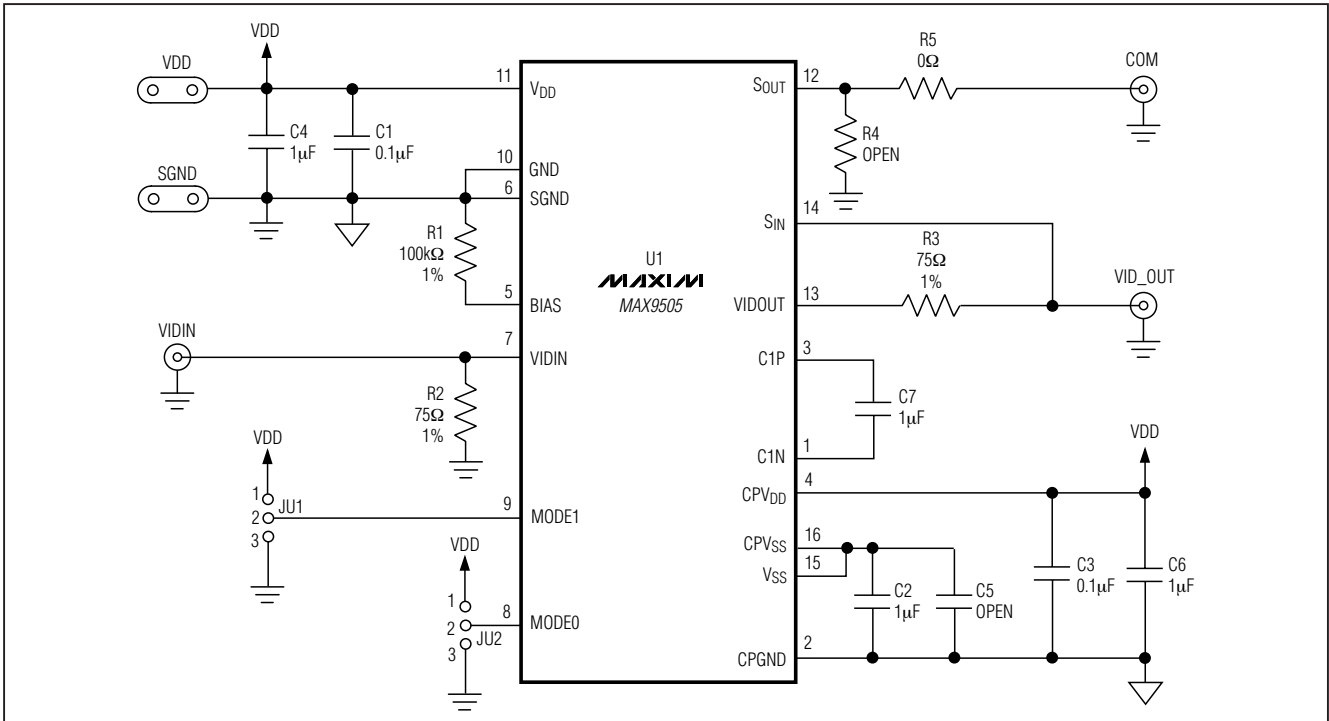 VDD
VDD
C4
1µF
C1
0.1µF
SGND
11
VDD
10
GND
6
SGND
R1
100kΩ
1%
5
BIAS
VIDIN
7
VIDIN
R2
75Ω
1%
VDD
1
2
3
JU1
9
MODE1
VDD
1
2
3
JU2
8
MODE0
U1
MAXIM
MAX9505
SOUT
12
R5
0Ω
COM
R4
OPEN
SIN
14
R3
75Ω
1%
VIDOUT
13
VID_OUT
C1P
3
C7
1µF
C1N
1
CPVDD
4
VDD
CPVSS
16
VSS
15
C2
1µF
C5
OPEN
C3
0.1µF
C6
1µF
CPGND
2